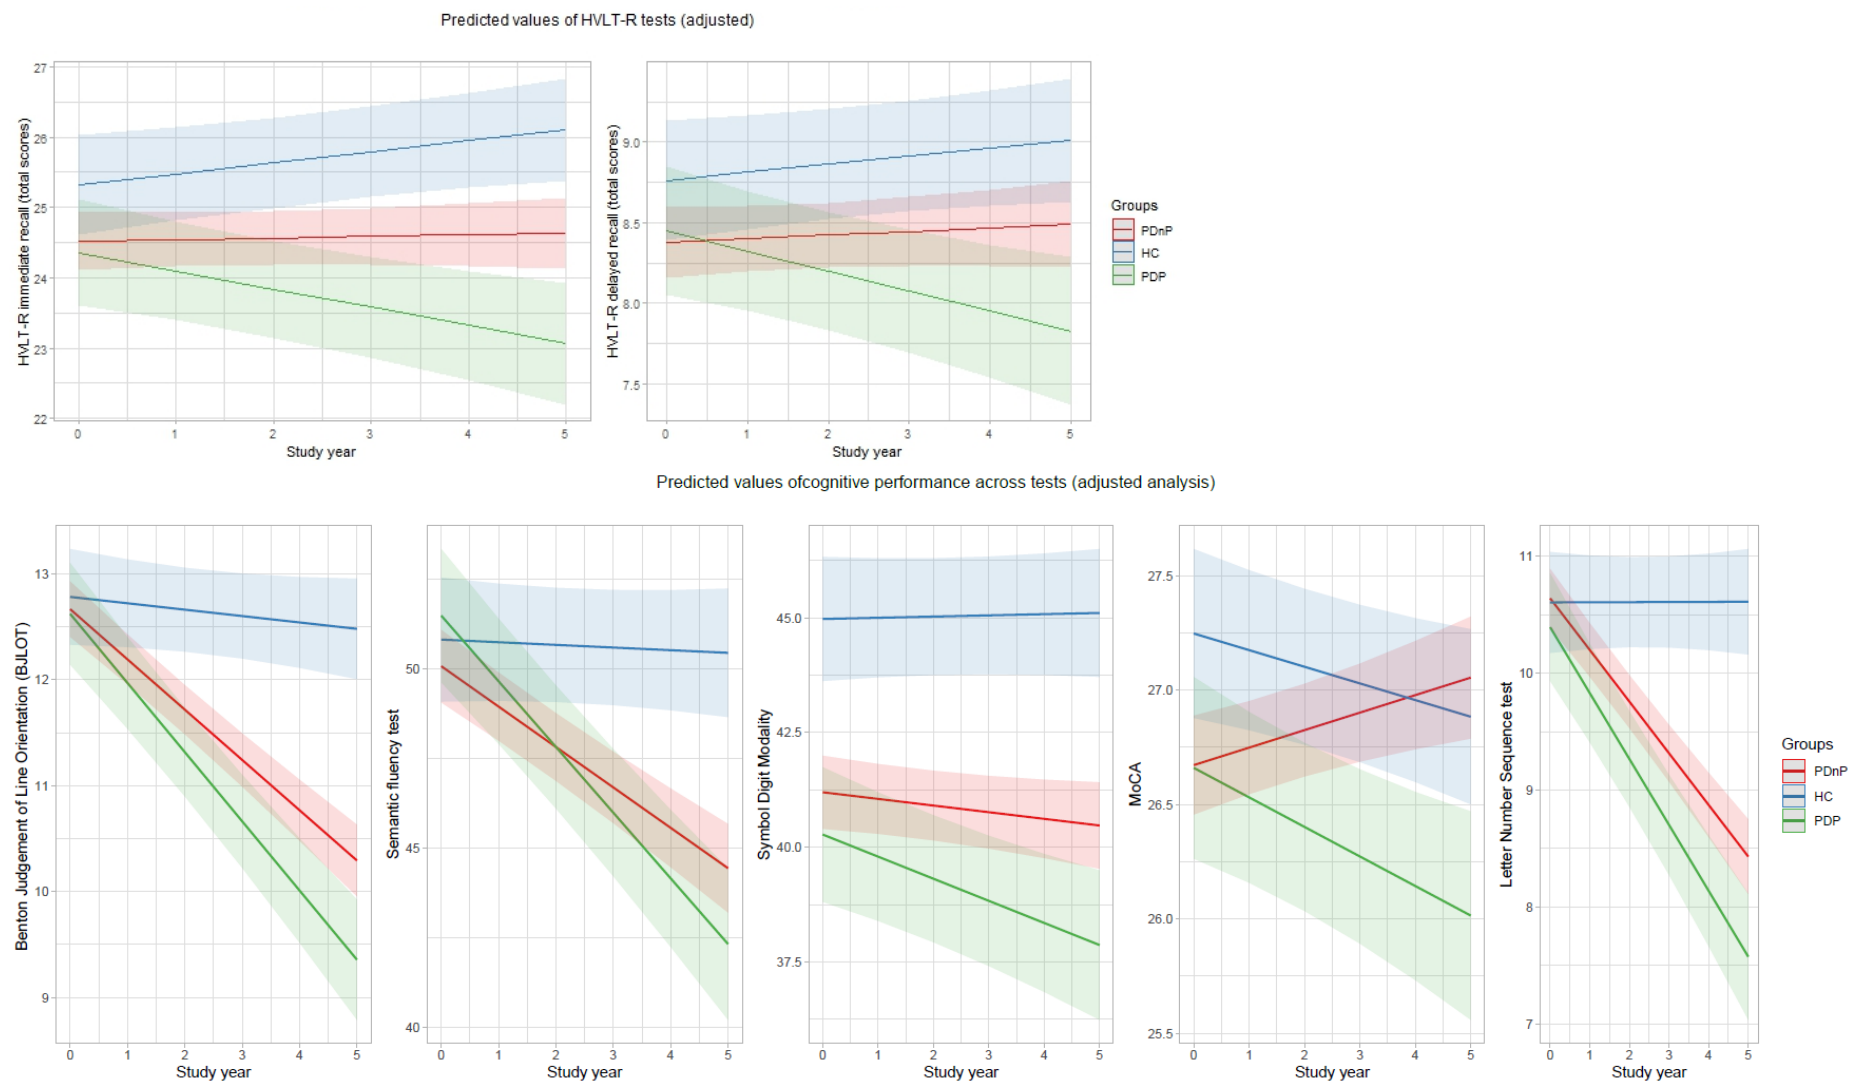 Predicted values of HVLT-R tests (adjusted)
HVLT-R immediate recall (total scores)
27
26
25
24
23
22
0 1 2 3 4 5
Study year
HVLT-R delayed recall (total scores)
9.0
8.5
8.0
7.5
0 1 2 3 4 5
Study year
Groups
PDnP
HC
PDP
Predicted values ofcognitive performance across tests (adjusted analysis)
Benton Judgement of Line Orientation (BJLOT)
13
12
11
10
9
0 1 2 3 4 5
Study year
Semantic fluency test
50
45
40
0 1 2 3 4 5
Study year
Symbol Digit Modality
45.0
42.5
40.0
37.5
0 1 2 3 4 5
Study year
MoCA
27.5
27.0
26.5
26.0
25.5
0 1 2 3 4 5
Study year
Letter Number Sequence test
11
10
9
8
7
0 1 2 3 4 5
Study year
Groups
PDnP
HC
PDP